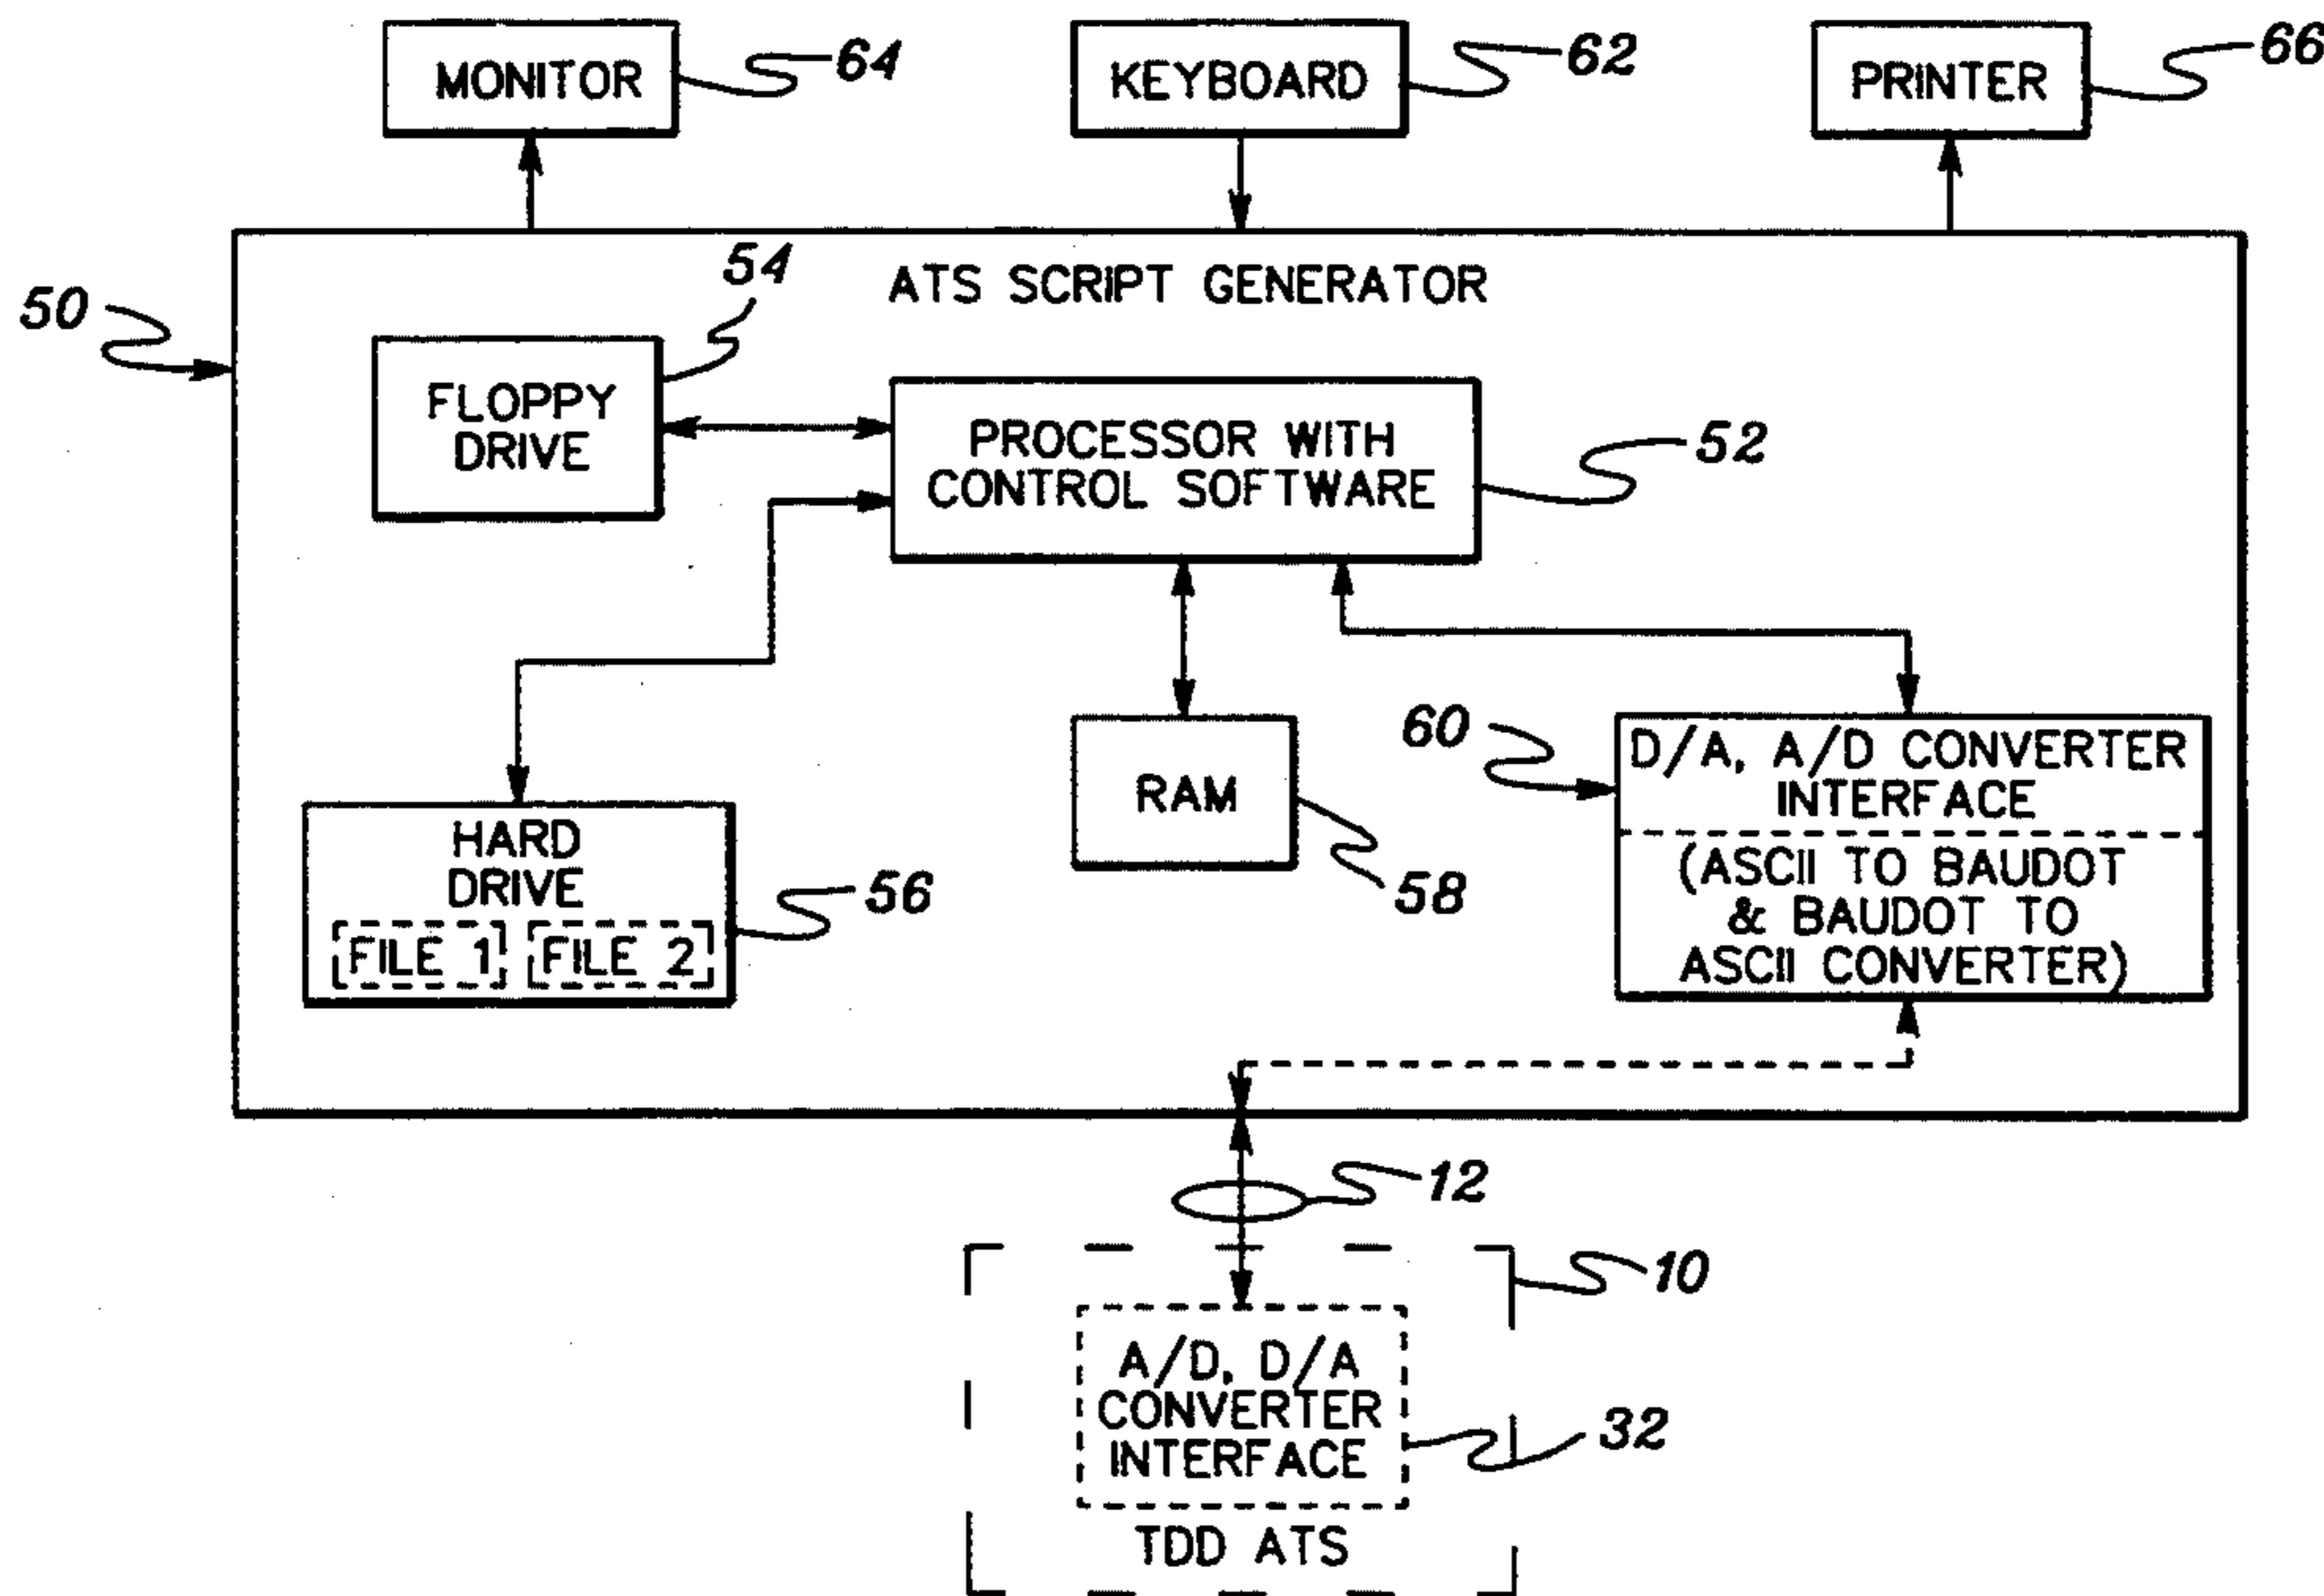 MONITOR
64
KEYBOARD
62
PRINTER
66
50
ATS SCRIPT GENERATOR
54
FLOPPY
DRIVE
PROCESSOR WITH
CONTROL SOFTWARE
52
HARD
DRIVE
FILE 1
FILE 2
56
RAM
58
60
D/A, A/D CONVERTER
INTERFACE
(ASCII TO BAUDOT
& BAUDOT TO
ASCII CONVERTER)
12
10
A/D, D/A
CONVERTER
INTERFACE
32
TDD ATS